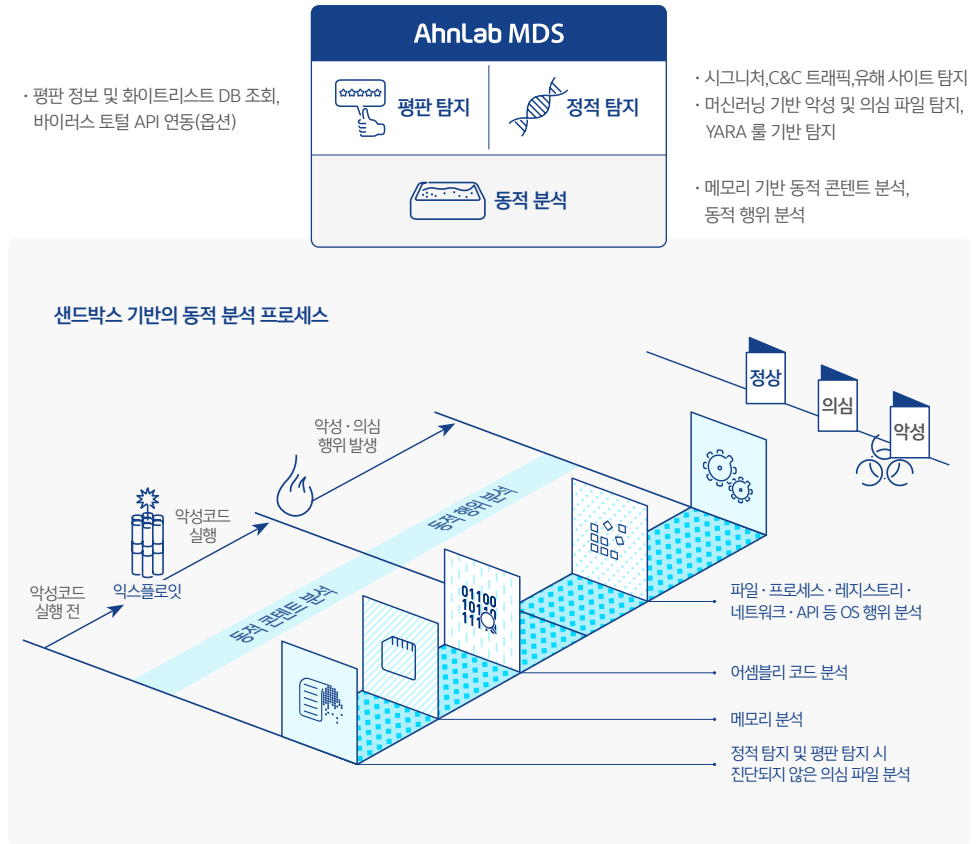 AhnLab MDS
· 평판 정보 및 화이트리스트 DB 조회,
바이러스 토털 API 연동(옵션)
평판 탐지
정적 탐지
· 시그니처,C&C 트래픽,유해 사이트 탐지
· 머신러닝 기반 악성 및 의심 파일 탐지,
YARA 룰 기반 탐지
동적 분석
· 메모리 기반 동적 콘텐트 분석,
동적 행위 분석
샌드박스 기반의 동적 분석 프로세스
정상
의심
악성
악성 · 의심
행위 발생
악성코드
실행
악성코드
실행 전
익스플로잇
동적 행위 분석
동적 콘텐트 분석
01100
10110
111
파일 · 프로세스 · 레지스트리 ·
네트워크 · API 등 OS 행위 분석
어셈블리 코드 분석
메모리 분석
정적 탐지 및 평판 탐지 시
진단되지 않은 의심 파일 분석